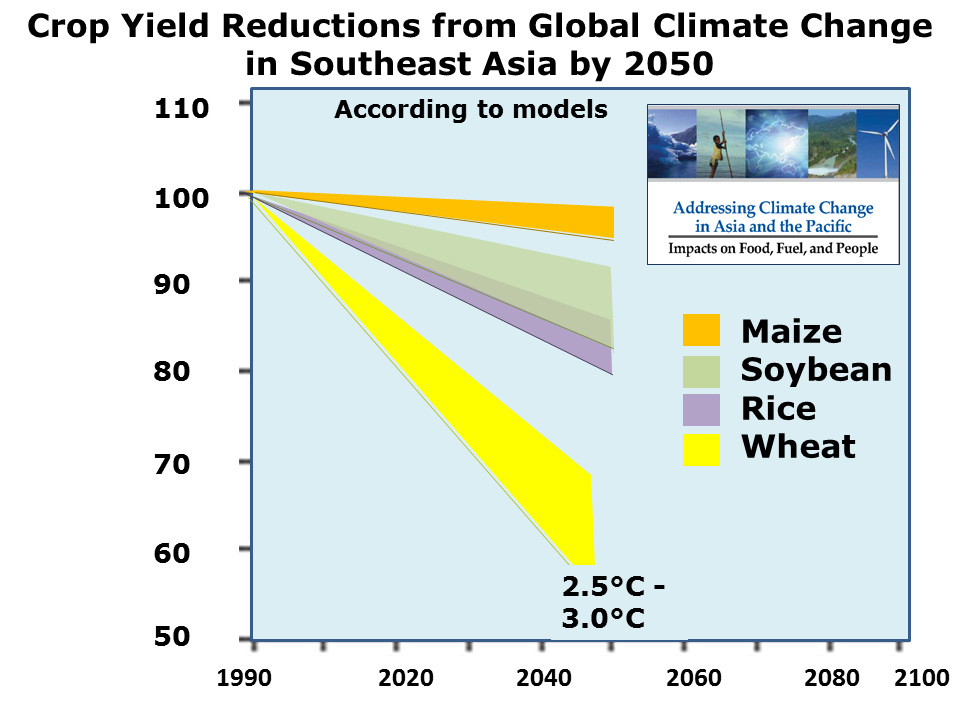 Crop Yield Reductions from Global Climate Change
in Southeast Asia by 2050
According to models
110
100
90
80
70
60
50
Addressing Climate Change
in Asia and the Pacific
Impacts on Food, Fuel, and People
Maize
Soybean
Rice
Wheat
2.5°C -
3.0°C
1990 2020 2040 2060 2080 2100